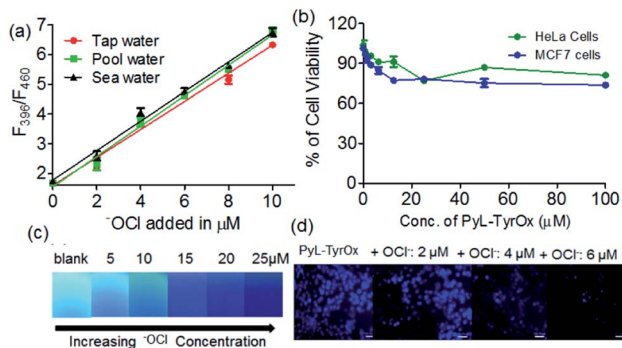 (a)
Tap water
Pool water
Sea water
F396/F460
7
6
5
4
3
2
0 2 4 6 8 10
⁻OCl added in μM
(b)
HeLa Cells
MCF7 cells
% of Cell Viability
120
90
60
30
0
0 20 40 60 80 100
Conc. of PyL-TyrOx (μM)
(c)
blank 5 10 15 20 25μM
Increasing ⁻OCl Concentration
(d)
PyL-TyrOx + OCl⁻: 2 μM + OCl⁻: 4 μM + OCl⁻: 6 μM